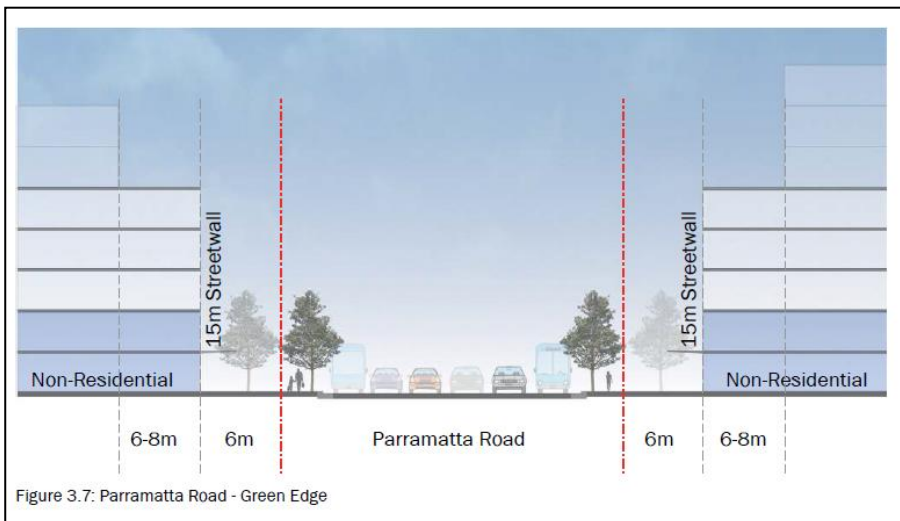 15m Streetwall
15m Streetwall
Non-Residential
Non-Residential
6-8m
6m
Parramatta Road
6m
6-8m
Figure 3.7: Parramatta Road - Green Edge